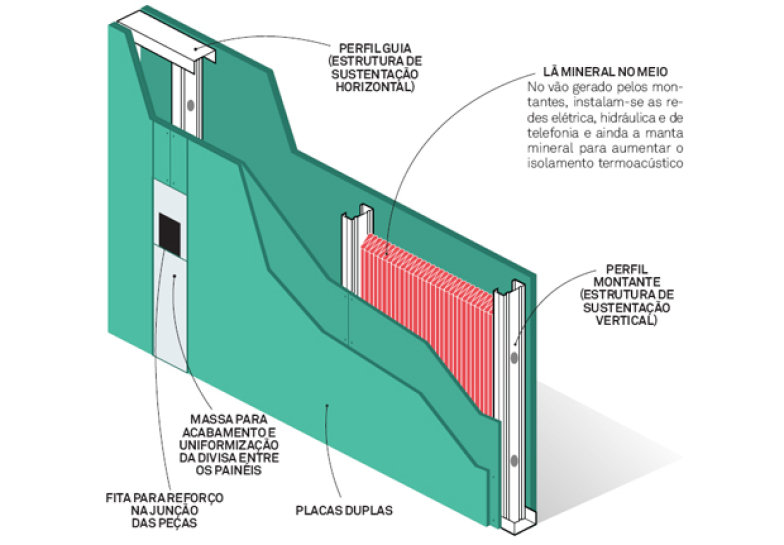 PERFIL GUIA
(ESTRUTURA DE
SUSTENTAÇÃO
HORIZONTAL)
LÃ MINERAL NO MEIO
No vão gerado pelos mon-
tantes, instalam-se as re-
des elétrica, hidráulica e de
telefonia e ainda a manta
mineral para aumentar o
isolamento termoacústico
PERFIL
MONTANTE
(ESTRUTURA DE
SUSTENTAÇÃO
VERTICAL)
MASSA PARA
ACABAMENTO E
UNIFORMIZAÇÃO
DA DIVISA ENTRE
OS PAINÉIS
FITA PARA REFORÇO
NA JUNÇÃO
DAS PEÇAS
PLACAS DUPLAS